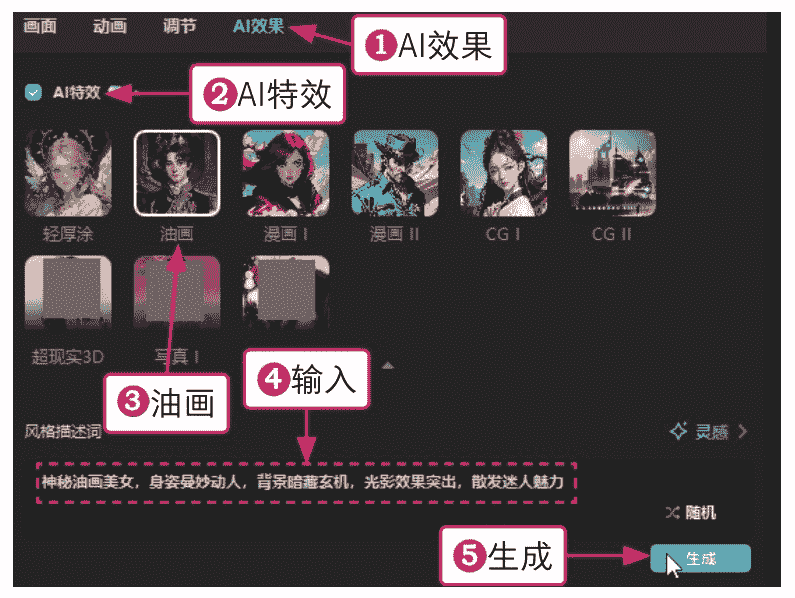 画面 动画 调节 AI效果
❶AI效果
AI特效
❷AI特效
轻厚涂 油画 漫画 I 漫画 II CG I CG II
超现实3D 写真 I
❸油画
❹输入
风格描述词
灵感
神秘油画美女，身姿曼妙动人，背景暗藏玄机，光影效果突出，散发迷人魅力
随机
❺生成
生成